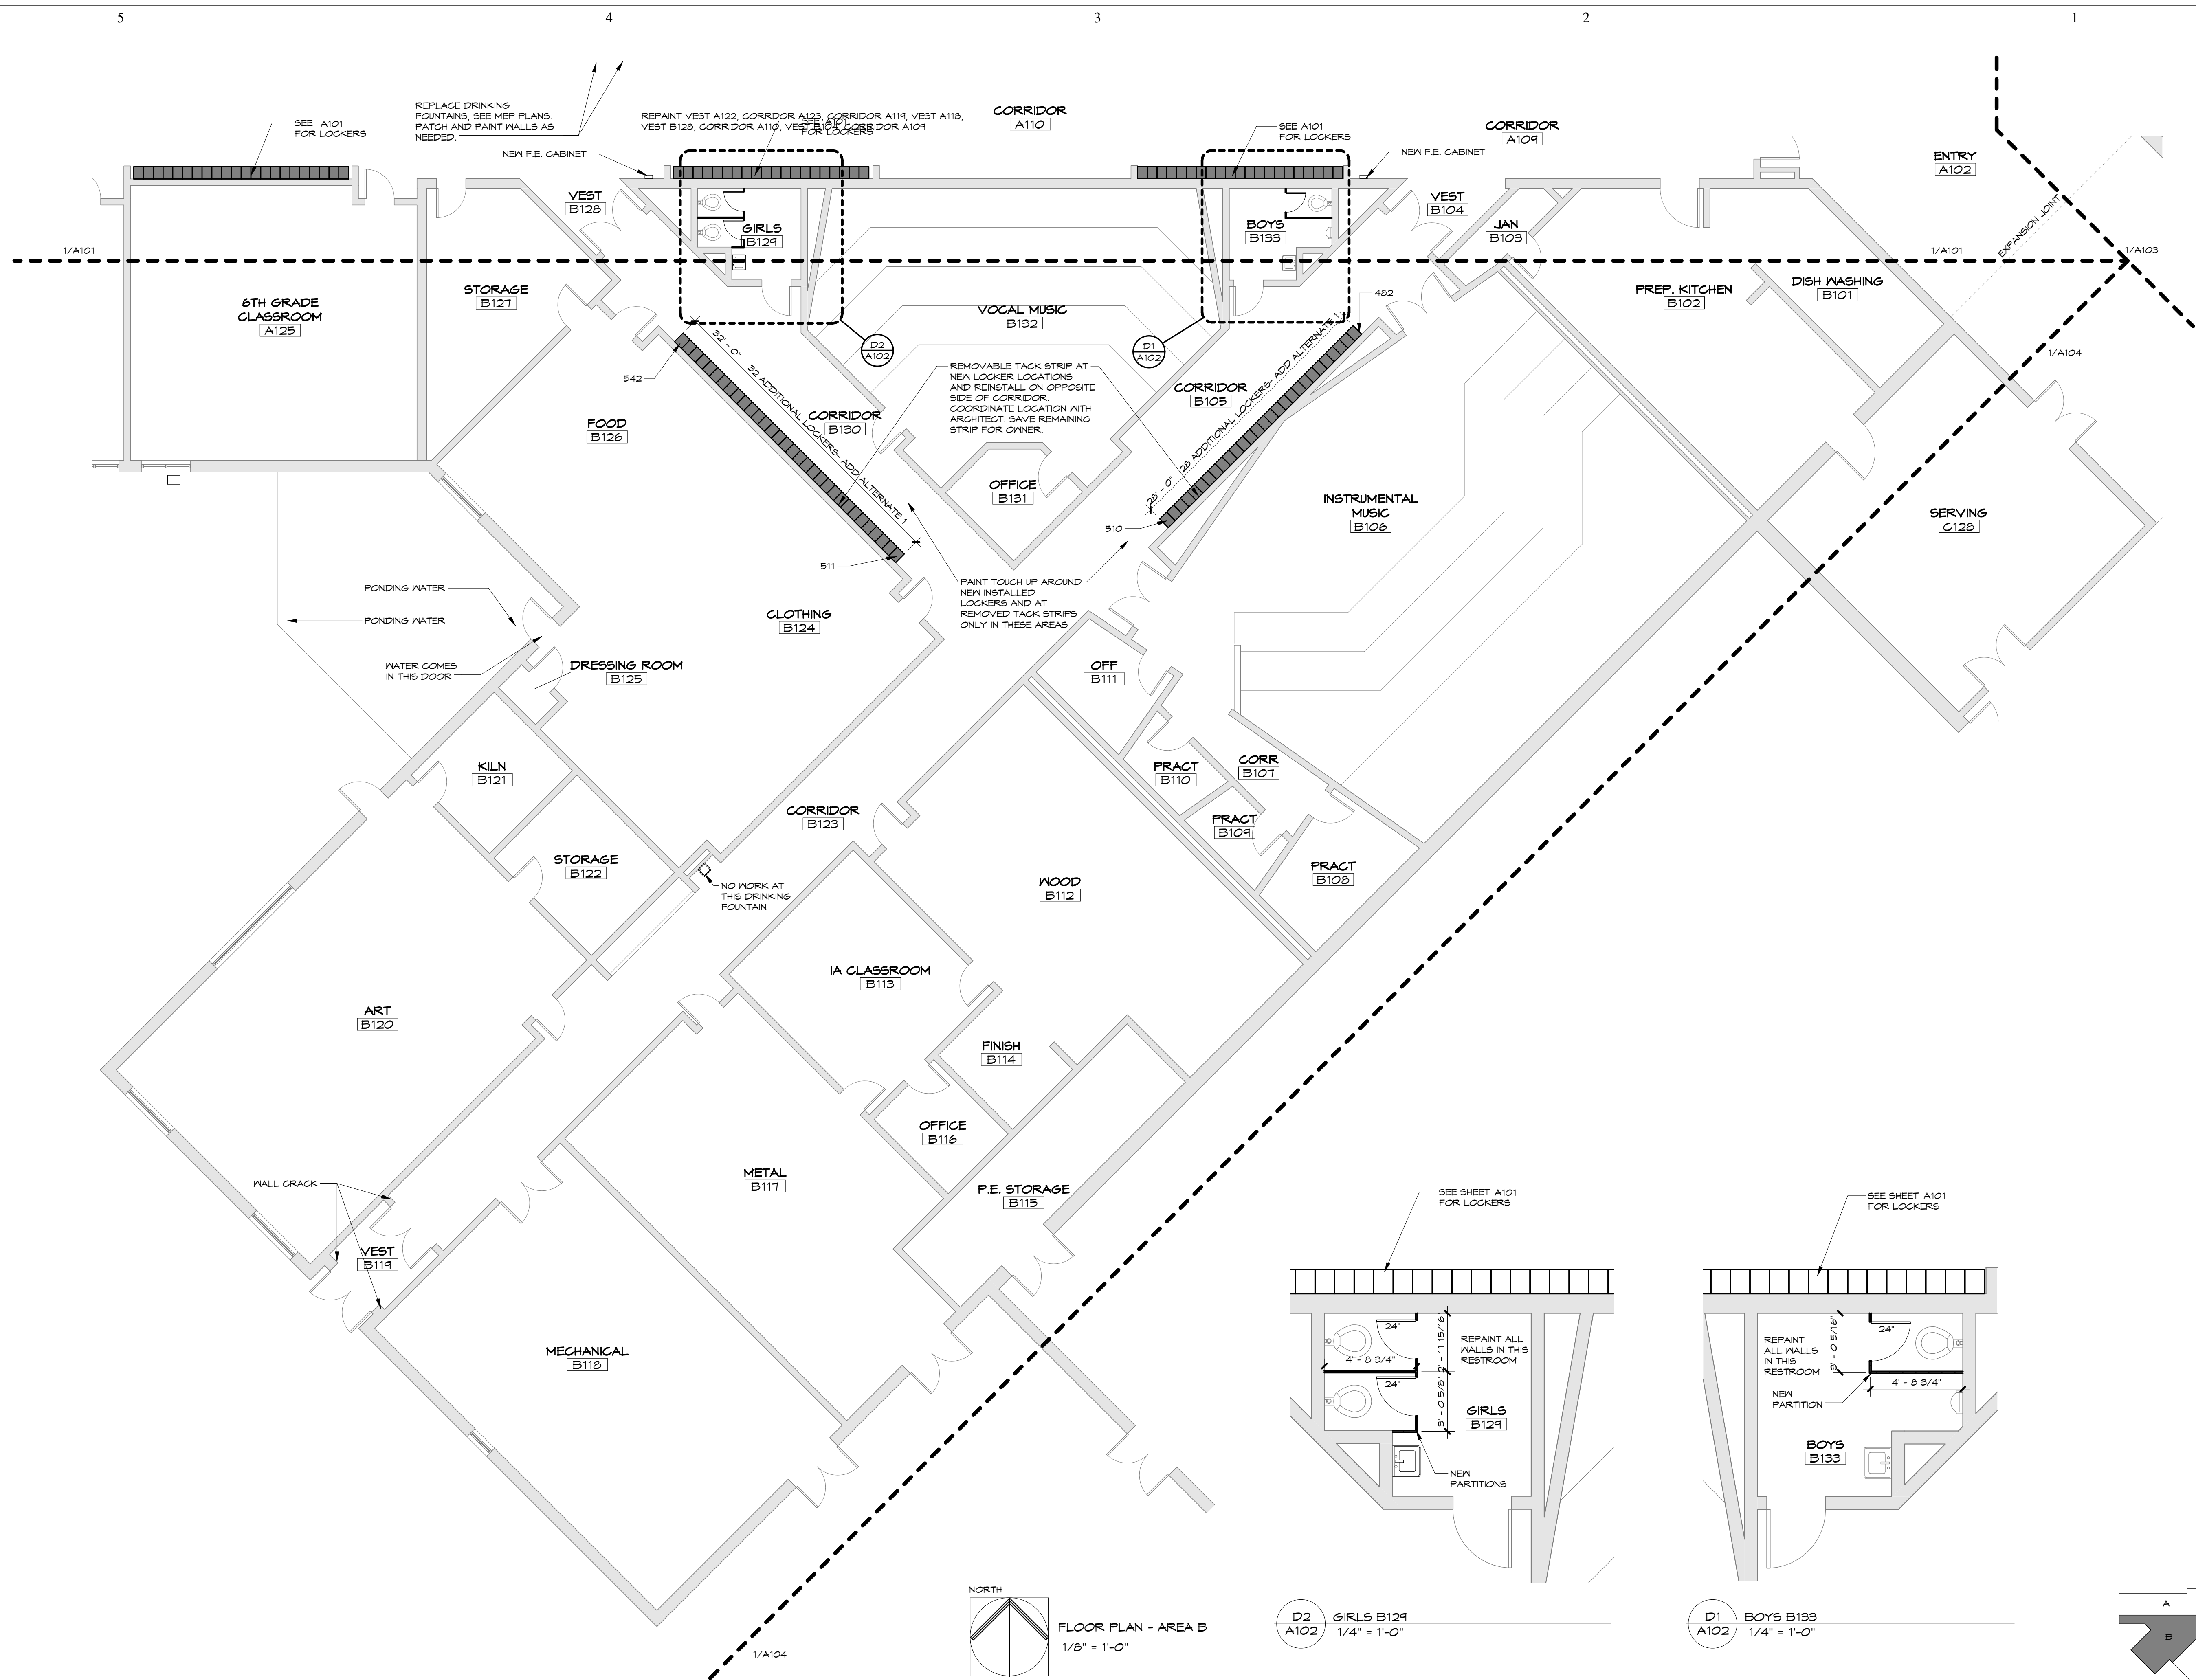 5
4
3
2
1
REPLACE DRINKING
FOUNTAINS, SEE MEP PLANS.
PATCH AND PAINT WALLS AS
NEEDED.
SEE A101
FOR LOCKERS
REPAINT VEST A122, CORRDOR A123, CORRIDOR A119, VEST A118,
VEST B128, CORRIDOR A110, VEST B104, CORRIDOR A109
SEE A101
FOR LOCKERS
CORRIDOR
A110
SEE A101
FOR LOCKERS
CORRIDOR
A109
NEW F.E. CABINET
NEW F.E. CABINET
ENTRY
A102
VEST
B128
GIRLS
B129
BOYS
B133
VEST
B104
JAN
B103
EXPANSION JOINT
1/A101
1/A101
1/A103
6TH GRADE
CLASSROOM
A125
STORAGE
B127
VOCAL MUSIC
B132
PREP. KITCHEN
B102
DISH WASHING
B101
482
D2
A102
D1
A102
1/A104
542
32' - 0"
32 ADDITIONAL LOCKERS- ADD ALTERNATE 1
REMOVABLE TACK STRIP AT
NEW LOCKER LOCATIONS
AND REINSTALL ON OPPOSITE
SIDE OF CORRIDOR.
COORDINATE LOCATION WITH
ARCHITECT. SAVE REMAINING
STRIP FOR OWNER.
CORRIDOR
B105
28' - 0"
28 ADDITIONAL LOCKERS- ADD ALTERNATE 1
FOOD
B126
CORRIDOR
B130
OFFICE
B131
INSTRUMENTAL
MUSIC
B106
SERVING
C128
510
511
PONDING WATER
PONDING WATER
PAINT TOUCH UP AROUND
NEW INSTALLED
LOCKERS AND AT
REMOVED TACK STRIPS
ONLY IN THESE AREAS
CLOTHING
B124
WATER COMES
IN THIS DOOR
DRESSING ROOM
B125
OFF
B111
KILN
B121
PRACT
B110
CORR
B107
CORRIDOR
B123
PRACT
B109
STORAGE
B122
PRACT
B108
NO WORK AT
THIS DRINKING
FOUNTAIN
WOOD
B112
IA CLASSROOM
B113
ART
B120
FINISH
B114
OFFICE
B116
METAL
B117
P.E. STORAGE
B115
WALL CRACK
VEST
B119
MECHANICAL
B118
SEE SHEET A101
FOR LOCKERS
24"
4' - 8 3/4"
24"
2' - 11 15/16"
3' - 0 5/8"
REPAINT ALL
WALLS IN THIS
RESTROOM
GIRLS
B129
NEW
PARTITIONS
SEE SHEET A101
FOR LOCKERS
REPAINT
ALL WALLS
IN THIS
RESTROOM
3' - 0 5/16"
24"
4' - 8 3/4"
NEW
PARTITION
BOYS
B133
NORTH
FLOOR PLAN - AREA B
1/8" = 1'-0"
D2
A102
GIRLS B129
1/4" = 1'-0"
D1
A102
BOYS B133
1/4" = 1'-0"
A
B
1/A104